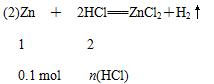 (2)Zn + 2HCl══ZnCl₂+H₂↑
1 2
0.1 mol n(HCl)